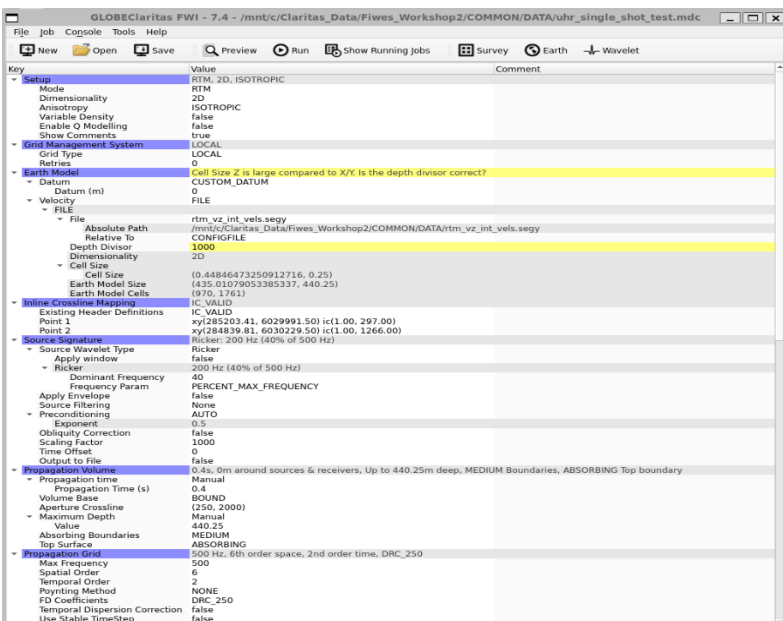 GLOBEClaritas FWI - 7.4 - /mnt/c/Claritas_Data/Fiwes_Workshop2/COMMON/DATA/uhr_single_shot_test.mdc
File Job Console Tools Help
New Open Save Preview Run Show Running Jobs Survey Earth Wavelet
Key Value Comment
Setup RTM, 2D, ISOTROPIC
Mode RTM
Dimensionality 2D
Anisotropy ISOTROPIC
Variable Density false
Enable Q Modelling false
Show Comments true
Grid Management System LOCAL
Grid Type LOCAL
Retries 0
Earth Model Cell Size Z is large compared to X/Y. Is the depth divisor correct?
Datum CUSTOM_DATUM
Datum (m) 0
Velocity FILE
FILE
File rtm_vz_int_vels.segy
Absolute Path /mnt/c/Claritas_Data/Fiwes_Workshop2/COMMON/DATA/rtm_vz_int_vels.segy
Relative To CONFIGFILE
Depth Divisor 1000
Dimensionality 2D
Cell Size
Cell Size (0.44846473250912716, 0.25)
Earth Model Size (435.01079053385337, 440.25)
Earth Model Cells (970, 1761)
Inline Crossline Mapping IC_VALID
Existing Header Definitions IC_VALID
Point 1 xy(285203.41, 6029991.50) ic(1.00, 297.00)
Point 2 xy(284839.81, 6030229.50) ic(1.00, 1266.00)
Source Signature Ricker: 200 Hz (40% of 500 Hz)
Source Wavelet Type Ricker
Apply window false
Ricker 200 Hz (40% of 500 Hz)
Dominant Frequency 40
Frequency Param PERCENT_MAX_FREQUENCY
Apply Envelope false
Source Filtering None
Preconditioning AUTO
Exponent 0.5
Obliquity Correction false
Scaling Factor 1000
Time Offset 0
Output to File false
Propagation Volume 0.4s, 0m around sources & receivers, Up to 440.25m deep, MEDIUM Boundaries, ABSORBING Top boundary
Propagation time Manual
Propagation Time (s) 0.4
Volume Base BOUND
Aperture Crossline (250, 2000)
Maximum Depth Manual
Value 440.25
Absorbing Boundaries MEDIUM
Top Surface ABSORBING
Propagation Grid 500 Hz, 6th order space, 2nd order time, DRC_250
Max Frequency 500
Spatial Order 6
Temporal Order 2
Poynting Method NONE
FD Coefficients DRC_250
Temporal Dispersion Correction false
Use Stable TimeStep false